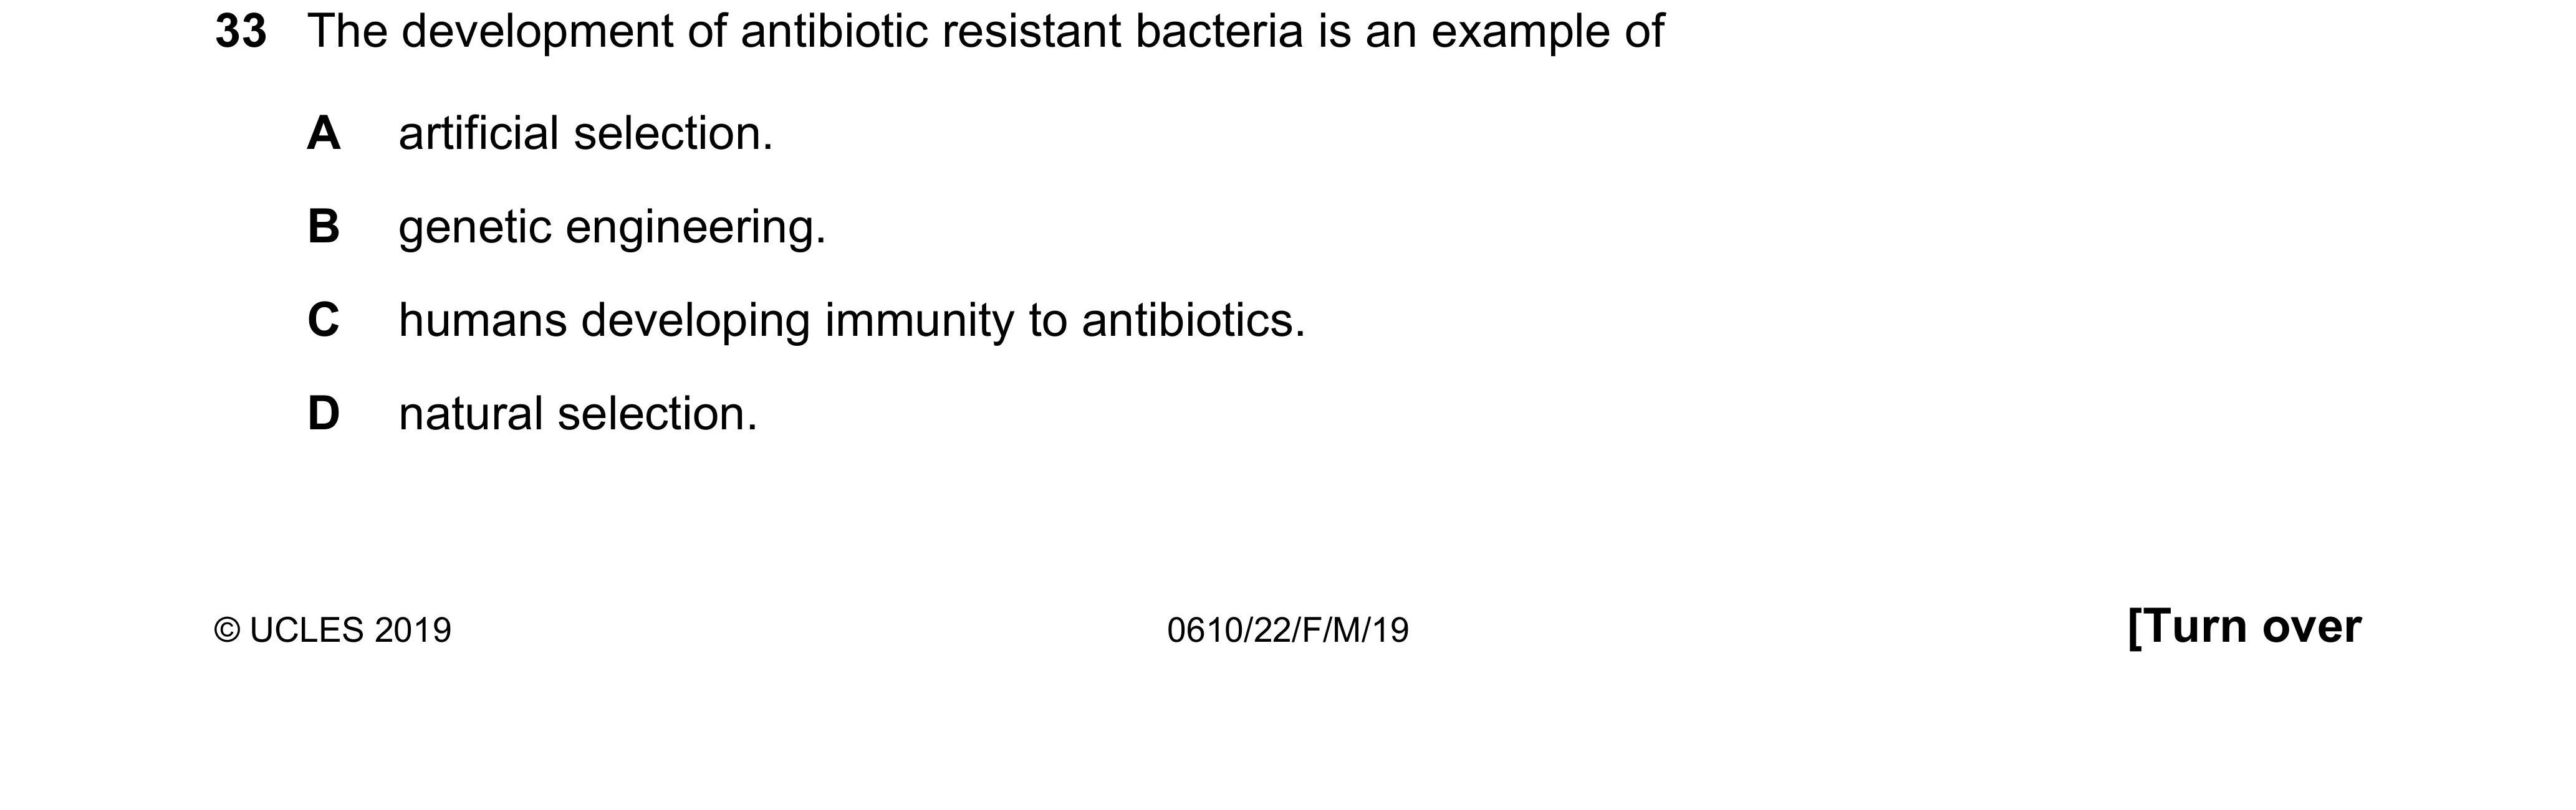 33 The development of antibiotic resistant bacteria is an example of
A artificial selection.
B genetic engineering.
C humans developing immunity to antibiotics.
D natural selection.
© UCLES 2019 0610/22/F/M/19 [Turn over